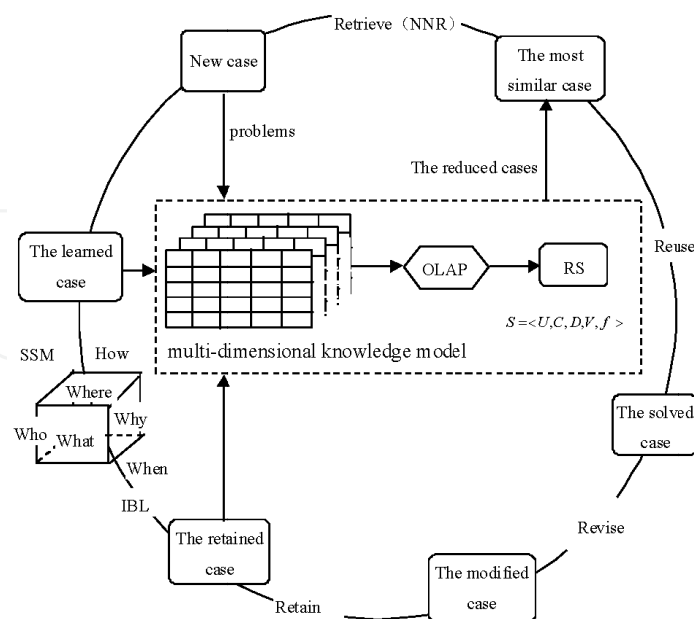 Retrieve（NNR）
New case
The most
similar case
problems
The reduced cases
The learned
case
OLAP
RS
Reuse
S=<U,C,D,V,f>
multi-dimensional knowledge model
SSM
How
Where
Why
Who
What
When
The solved
case
IBL
The retained
case
Revise
The modified
case
Retain